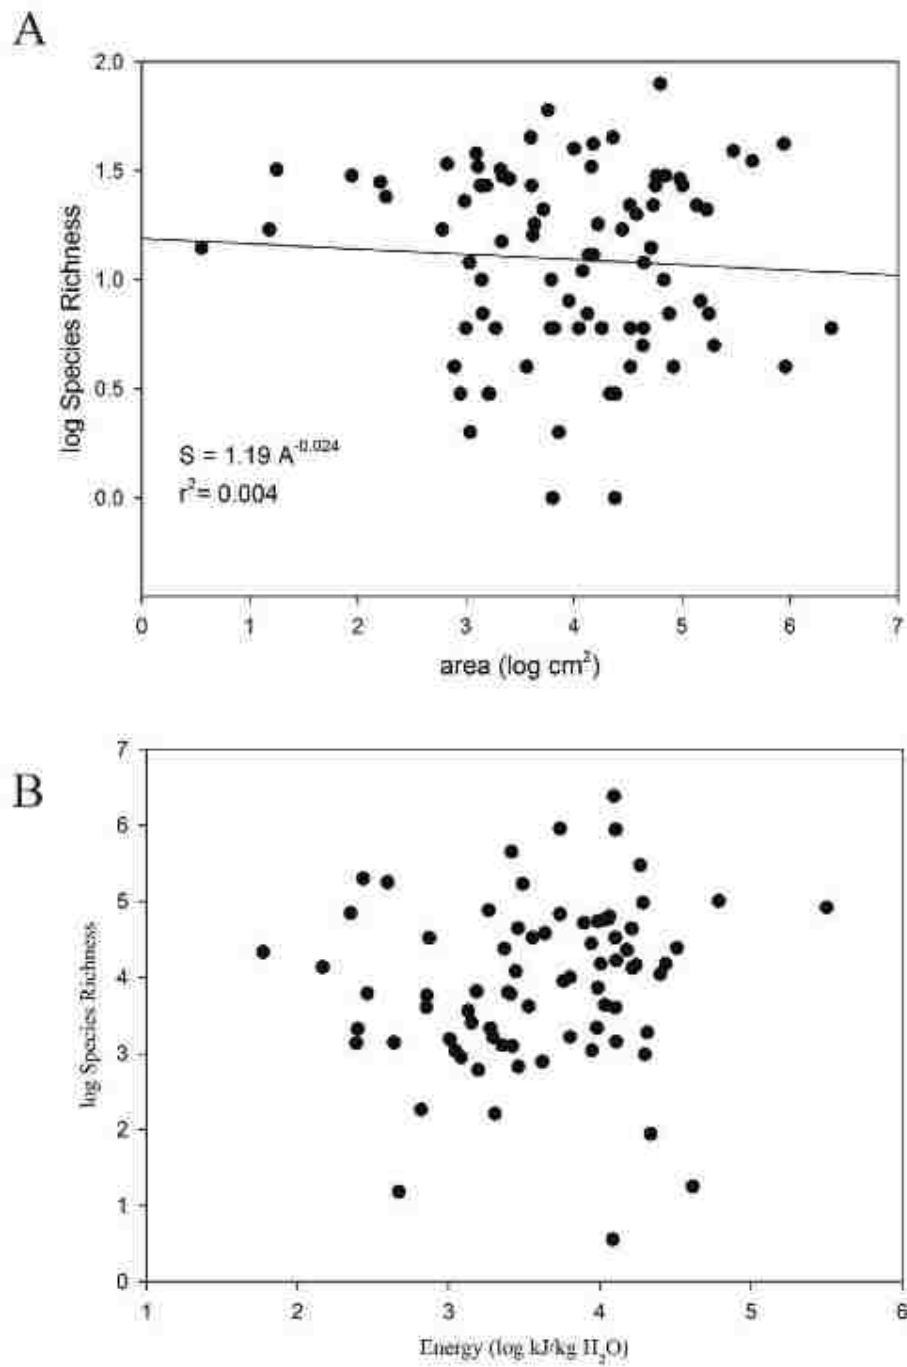 A
2.0
1.5
1.0
0.5
0.0
log Species Richness
S = 1.19 A^-0.024
r²= 0.004
0 1 2 3 4 5 6 7
area (log cm²)
B
7
6
5
4
3
2
1
0
log Species Richness
1 2 3 4 5 6
Energy (log kJ/kg H₂O)